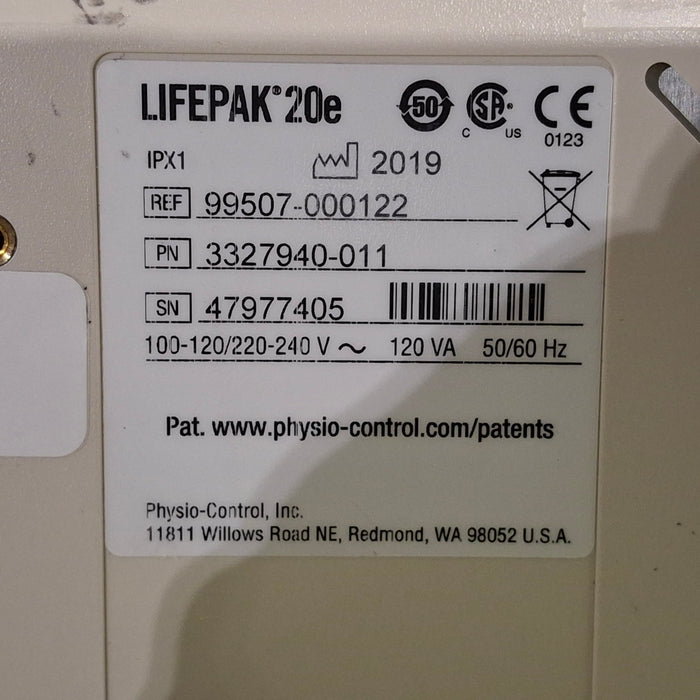 LIFEPAK® 20e
50 SA® C US CE 0123
IPX1 2019
REF 99507-000122
PN 3327940-011
SN 47977405
100-120/220-240 V ~ 120 VA 50/60 Hz
Pat. www.physio-control.com/patents
Physio-Control, Inc.
11811 Willows Road NE, Redmond, WA 98052 U.S.A.